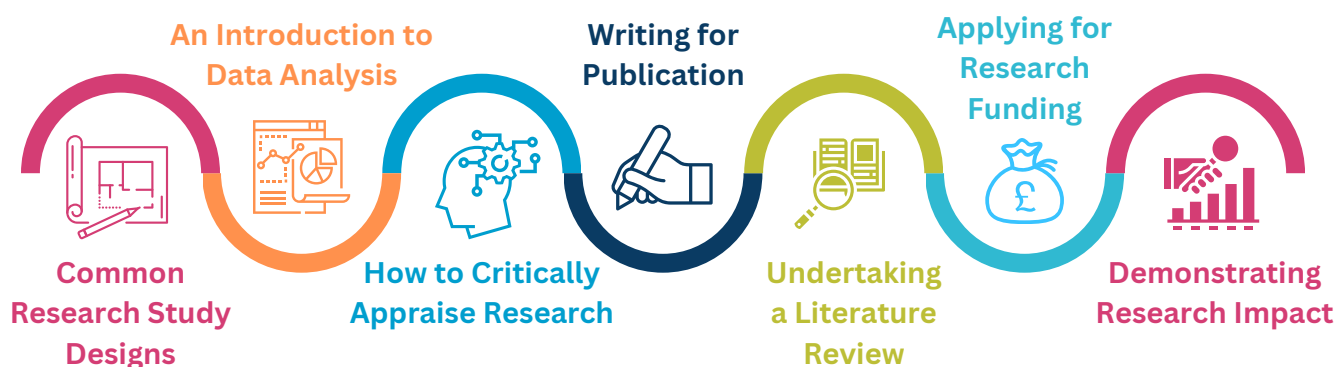 Common
Research Study
Designs
An Introduction to
Data Analysis
How to Critically
Appraise Research
Writing for
Publication
Undertaking
a Literature
Review
Applying for
Research
Funding
£
Demonstrating
Research Impact